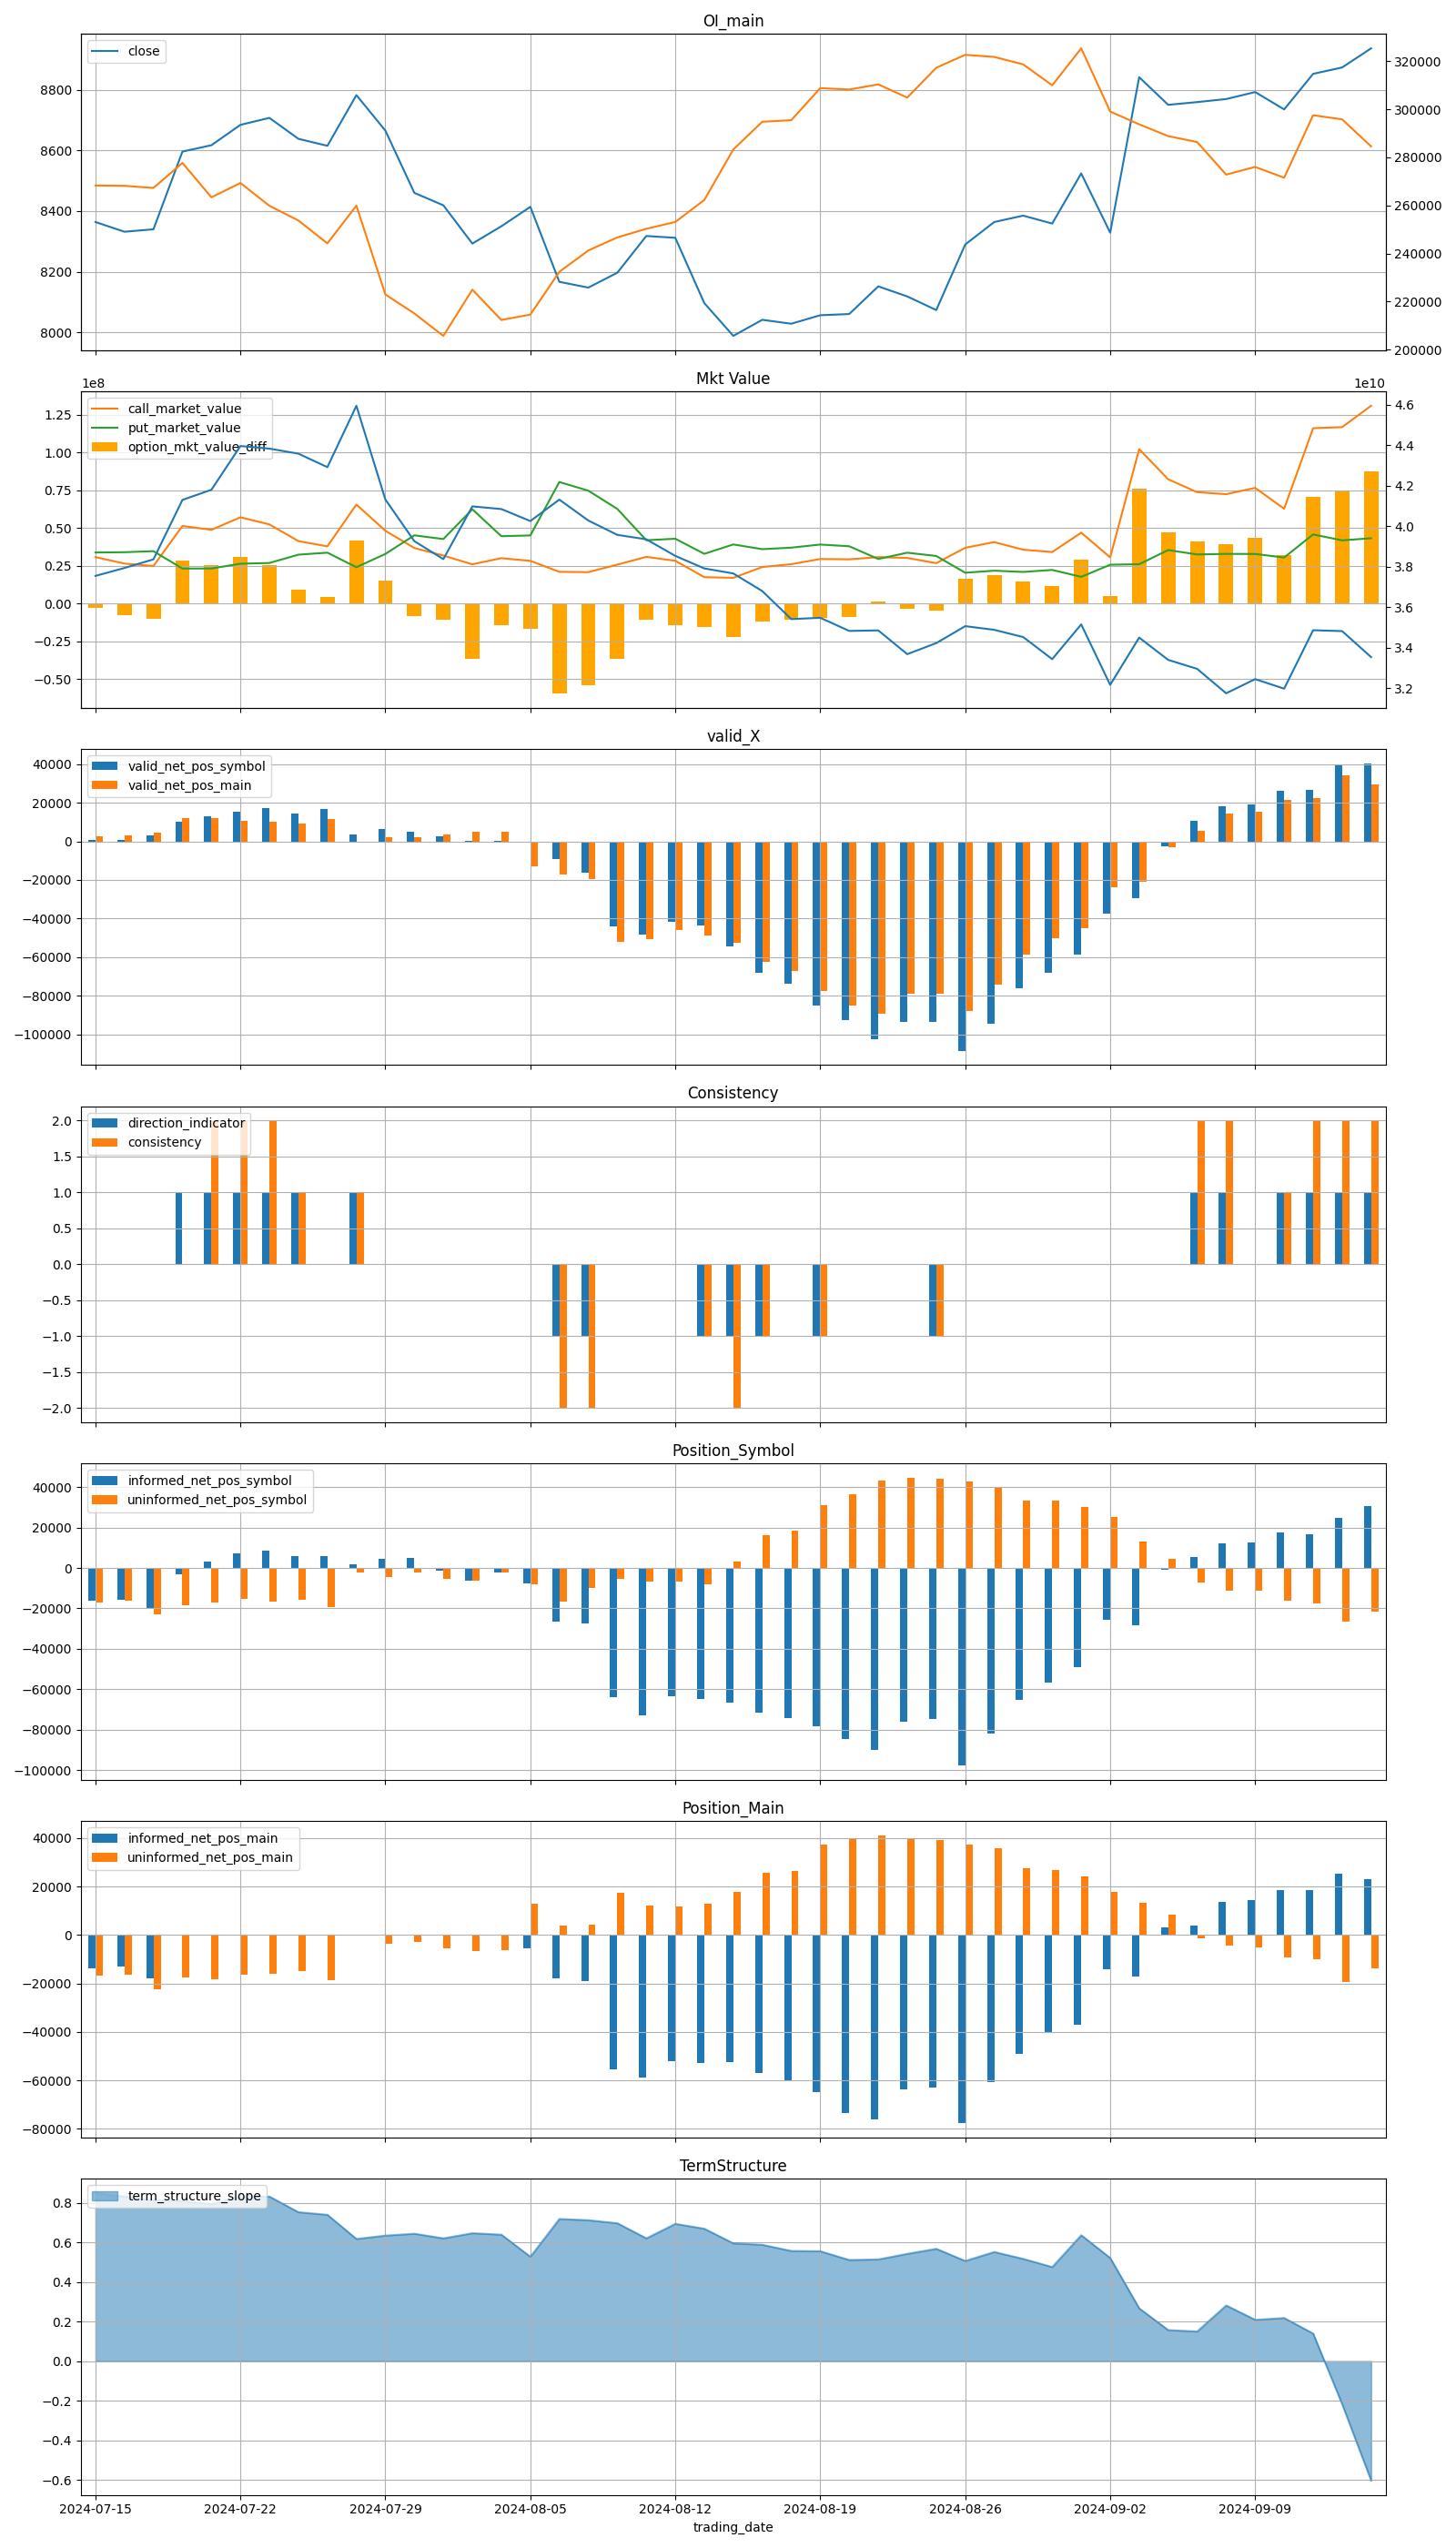 OI_main
close
8800
8600
8400
8200
8000
320000
300000
280000
260000
240000
220000
200000
Mkt Value
1e8
1e10
call_market_value
put_market_value
option_mkt_value_diff
1.25
1.00
0.75
0.50
0.25
0.00
−0.25
−0.50
4.6
4.4
4.2
4.0
3.8
3.6
3.4
3.2
valid_X
valid_net_pos_symbol
valid_net_pos_main
40000
20000
0
−20000
−40000
−60000
−80000
−100000
Consistency
direction_indicator
consistency
2.0
1.5
1.0
0.5
0.0
−0.5
−1.0
−1.5
−2.0
Position_Symbol
informed_net_pos_symbol
uninformed_net_pos_symbol
40000
20000
0
−20000
−40000
−60000
−80000
−100000
Position_Main
informed_net_pos_main
uninformed_net_pos_main
40000
20000
0
−20000
−40000
−60000
−80000
TermStructure
term_structure_slope
0.8
0.6
0.4
0.2
0.0
−0.2
−0.4
−0.6
2024-07-15 2024-07-22 2024-07-29 2024-08-05 2024-08-12 2024-08-19 2024-08-26 2024-09-02 2024-09-09
trading_date